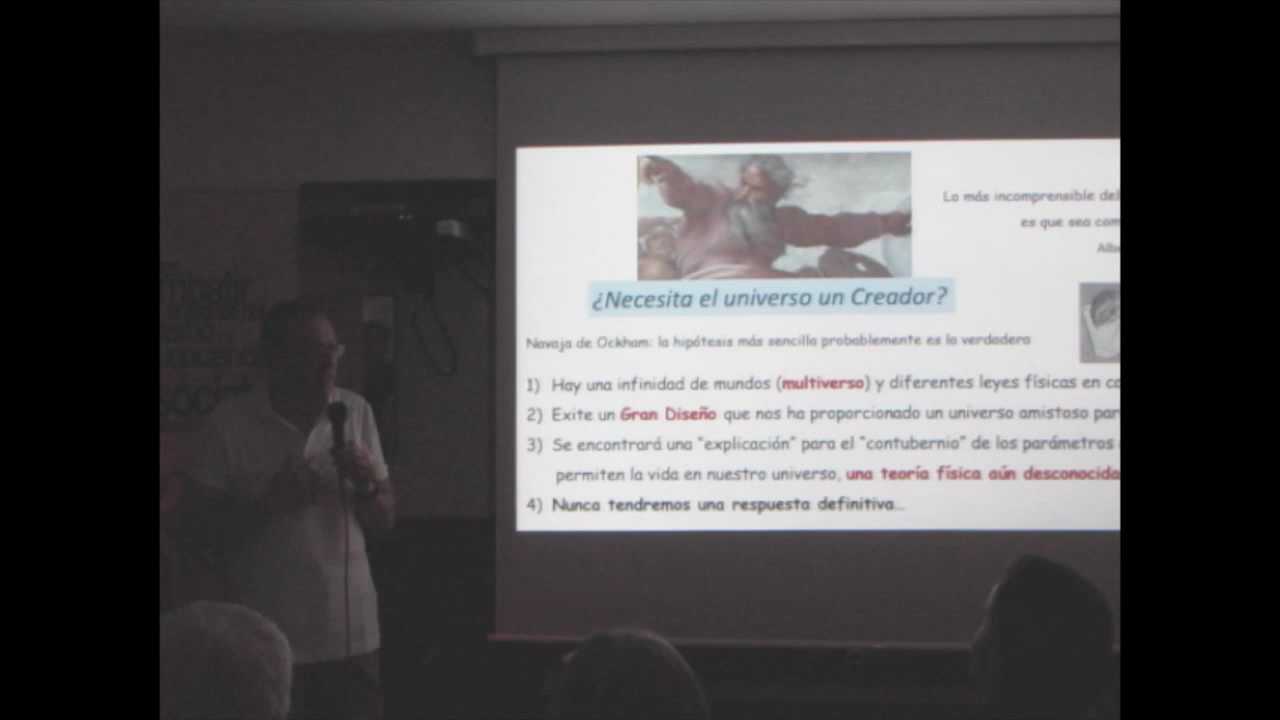 Lo más incomprensible del
es que sea com
Albe
¿Necesita el universo un Creador?
Navaja de Ockham: la hipótesis más sencilla probablemente es la verdadera
1) Hay una infinidad de mundos (multiverso) y diferentes leyes físicas en ca
2) Exite un Gran Diseño que nos ha proporcionado un universo amistoso par
3) Se encontrará una "explicación" para el "contubernio" de los parámetros
permiten la vida en nuestro universo, una teoría física aún desconocida
4) Nunca tendremos una respuesta definitiva...
mbatir
social